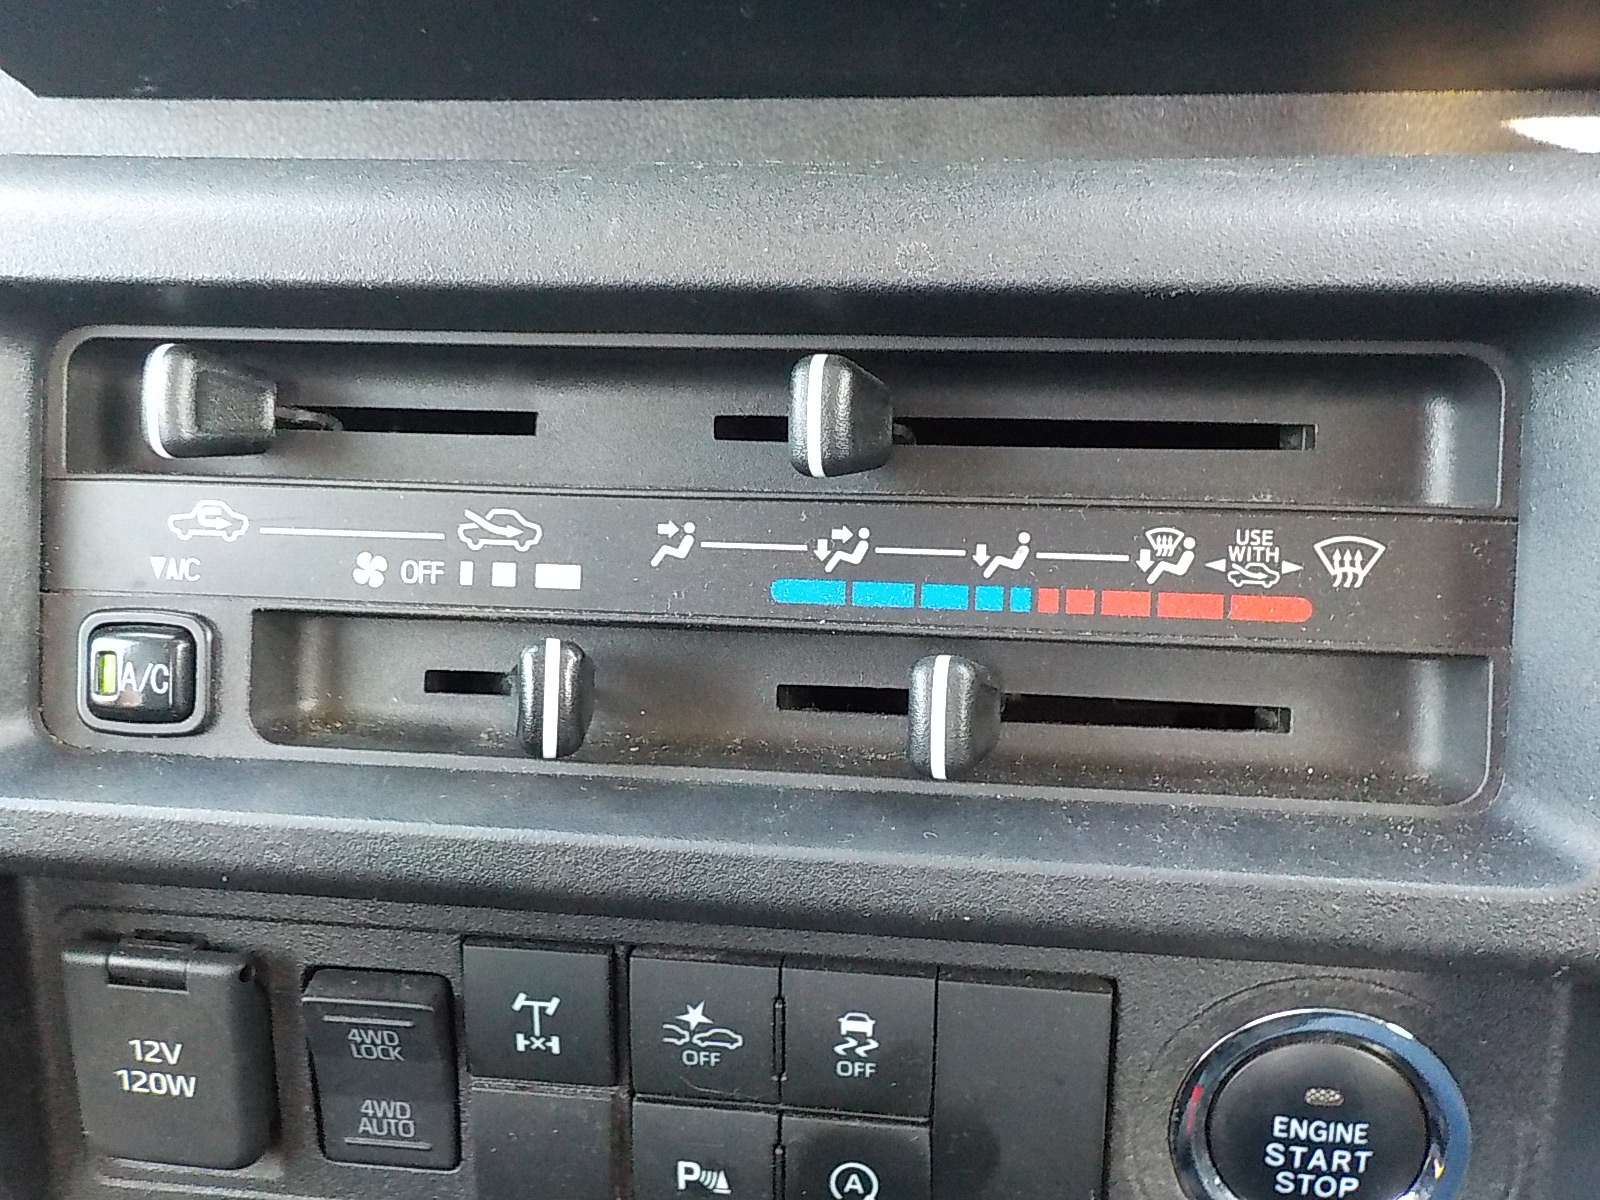 USE
WITH
▼A/C
OFF
A/C
12V
120W
4WD
LOCK
4WD
AUTO
OFF
OFF
P
A
ENGINE
START
STOP